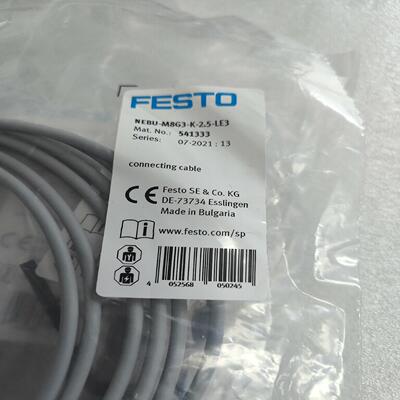 FESTO
NEBU-M8G3-K-2.5-LE3
Mat. No.: 541333
Series: 07-2021 : 13
connecting cable
CE Festo SE & Co. KG
DE-73734 Esslingen
Made in Bulgaria
www.festo.com/sp
4 052568 050245